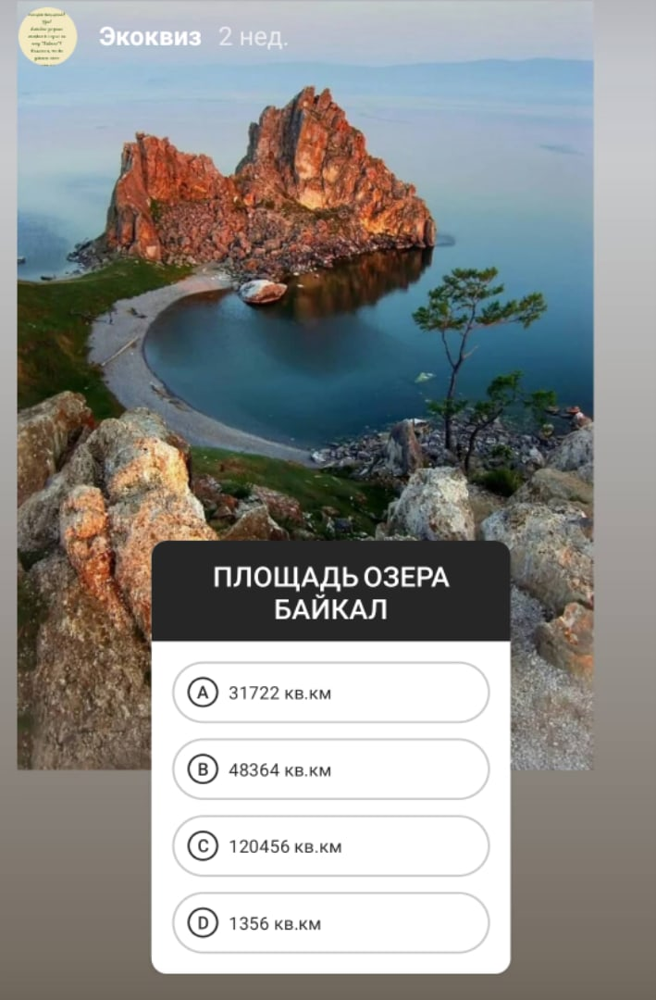 Экоквиз 2 нед.
ПЛОЩАДЬ ОЗЕРА
БАЙКАЛ
A 31722 кв.км
B 48364 кв.км
C 120456 кв.км
D 1356 кв.км